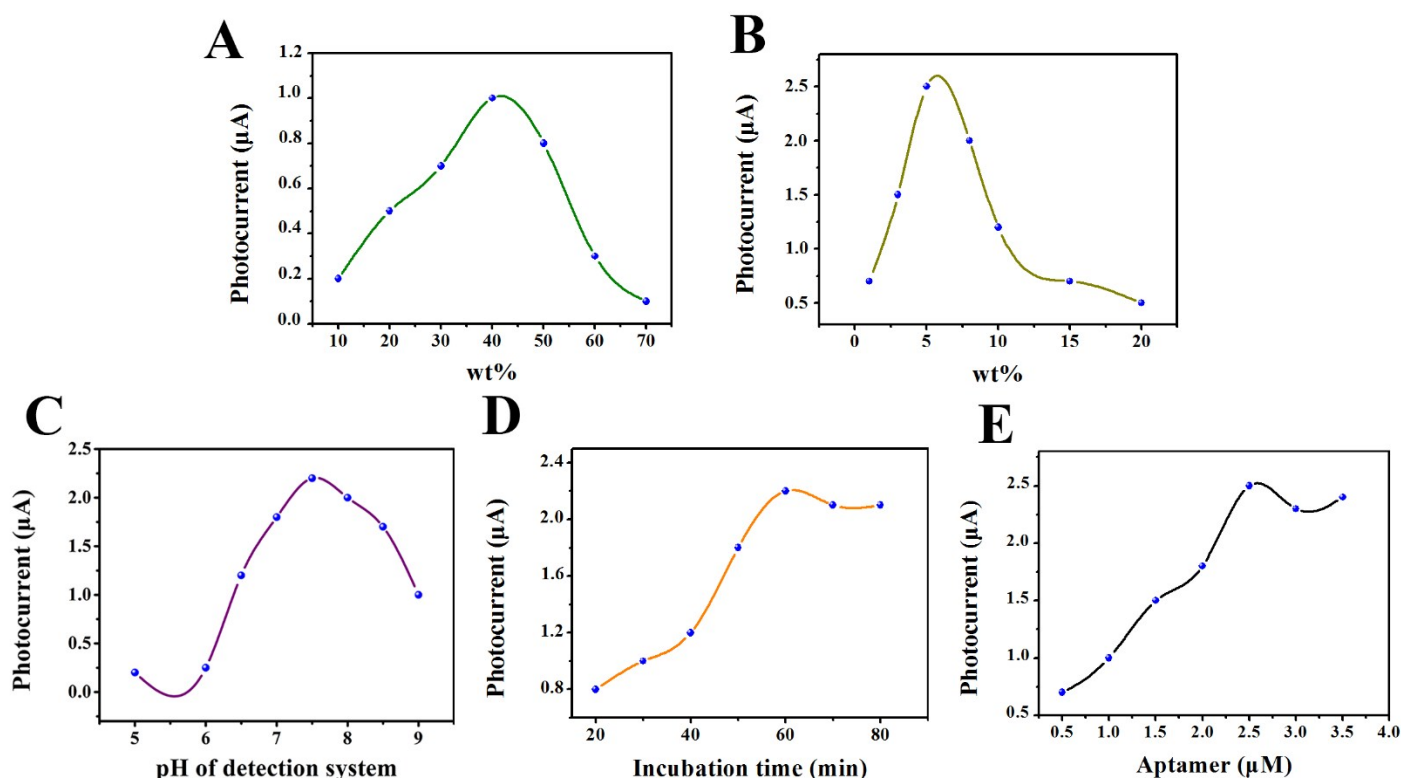 A
Photocurrent (µA)
1.2
1.0
0.8
0.6
0.4
0.2
0.0
10 20 30 40 50 60 70
wt%
B
Photocurrent (µA)
2.5
2.0
1.5
1.0
0.5
0 5 10 15 20
wt%
C
Photocurrent (µA)
2.5
2.0
1.5
1.0
0.5
0.0
5 6 7 8 9
pH of detection system
D
Photocurrent (µA)
2.4
2.0
1.6
1.2
0.8
20 40 60 80
Incubation time (min)
E
Photocurrent (µA)
2.5
2.0
1.5
1.0
0.5
0.5 1.0 1.5 2.0 2.5 3.0 3.5 4.0
Aptamer (µM)